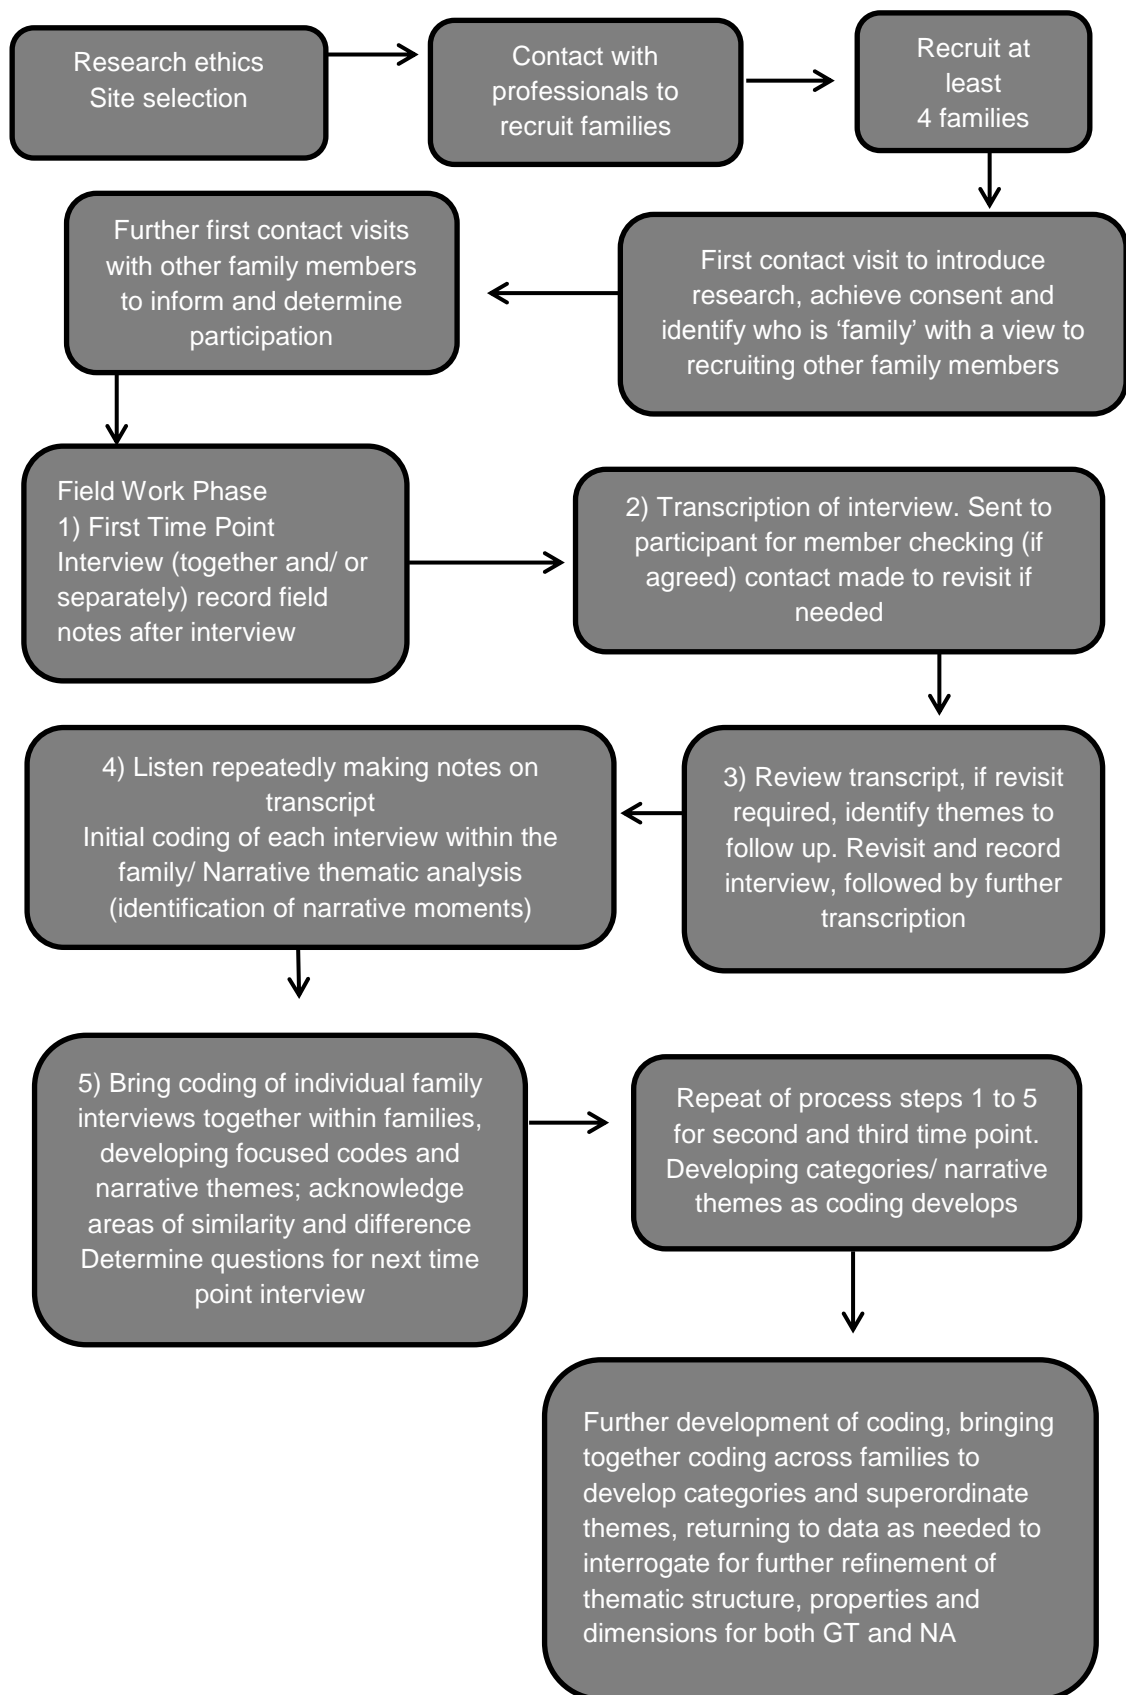 Research ethics
Site selection
Contact with
professionals to
recruit families
Recruit at
least
4 families
First contact visit to introduce
research, achieve consent and
identify who is ‘family’ with a view to
recruiting other family members
Further first contact visits
with other family members
to inform and determine
participation
Field Work Phase
1) First Time Point
Interview (together and/ or
separately) record field
notes after interview
2) Transcription of interview. Sent to
participant for member checking (if
agreed) contact made to revisit if
needed
3) Review transcript, if revisit
required, identify themes to
follow up. Revisit and record
interview, followed by further
transcription
4) Listen repeatedly making notes on
transcript
Initial coding of each interview within the
family/ Narrative thematic analysis
(identification of narrative moments)
5) Bring coding of individual family
interviews together within families,
developing focused codes and
narrative themes; acknowledge
areas of similarity and difference
Determine questions for next time
point interview
Repeat of process steps 1 to 5
for second and third time point.
Developing categories/ narrative
themes as coding develops
Further development of coding, bringing
together coding across families to
develop categories and superordinate
themes, returning to data as needed to
interrogate for further refinement of
thematic structure, properties and
dimensions for both GT and NA